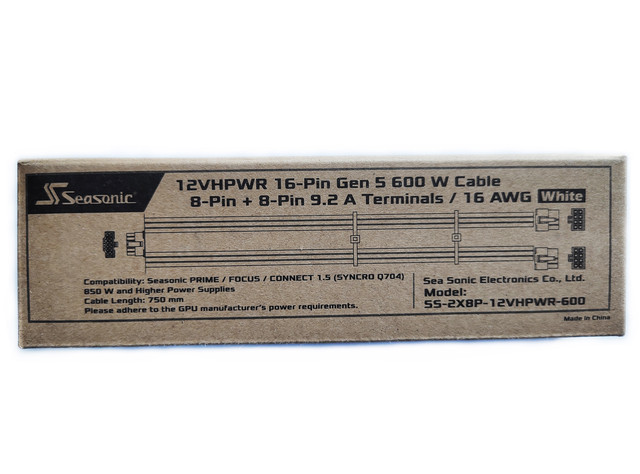 Seasonic
12VHPWR 16-Pin Gen 5 600 W Cable
8-Pin + 8-Pin 9.2 A Terminals / 16 AWG White
Compatibility: Seasonic PRIME / FOCUS / CONNECT 1.5 (SYNCRO Q704)
850 W and Higher Power Supplies
Cable Length: 750 mm
Please adhere to the GPU manufacturer's power requirements.
Sea Sonic Electronics Co., Ltd.
Model:
SS-2X8P-12VHPWR-600
Made in China